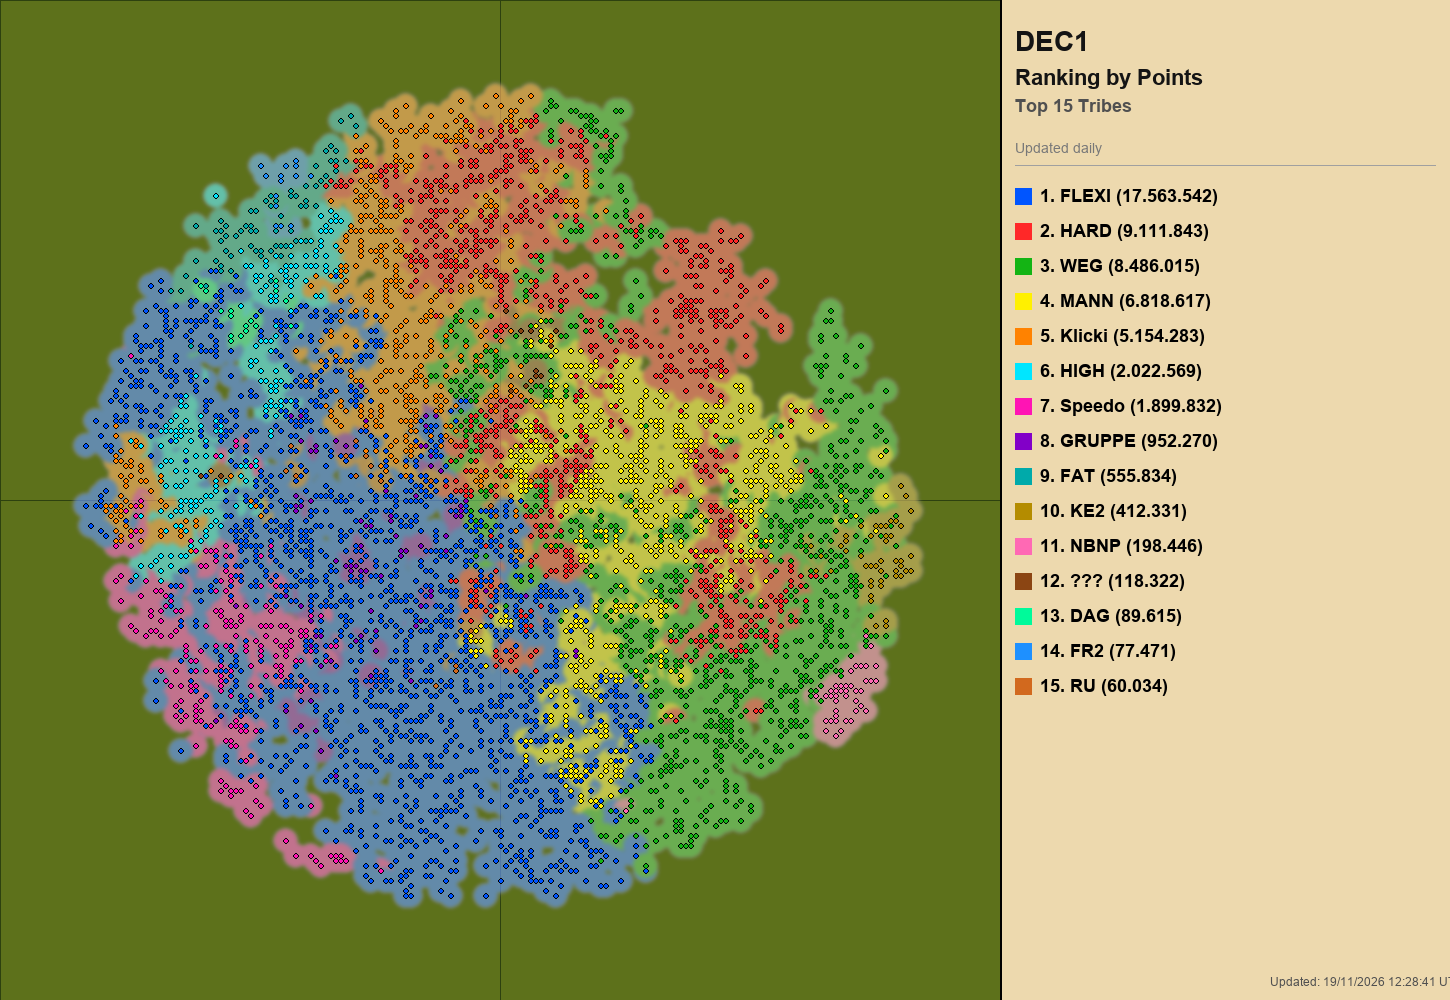 DEC1
Ranking by Points
Top 15 Tribes
Updated daily
1. FLEXI (17.563.542)
2. HARD (9.111.843)
3. WEG (8.486.015)
4. MANN (6.818.617)
5. Klicki (5.154.283)
6. HIGH (2.022.569)
7. Speedo (1.899.832)
8. GRUPPE (952.270)
9. FAT (555.834)
10. KE2 (412.331)
11. NBNP (198.446)
12. ??? (118.322)
13. DAG (89.615)
14. FR2 (77.471)
15. RU (60.034)
Updated: 19/11/2026 12:28:41 U